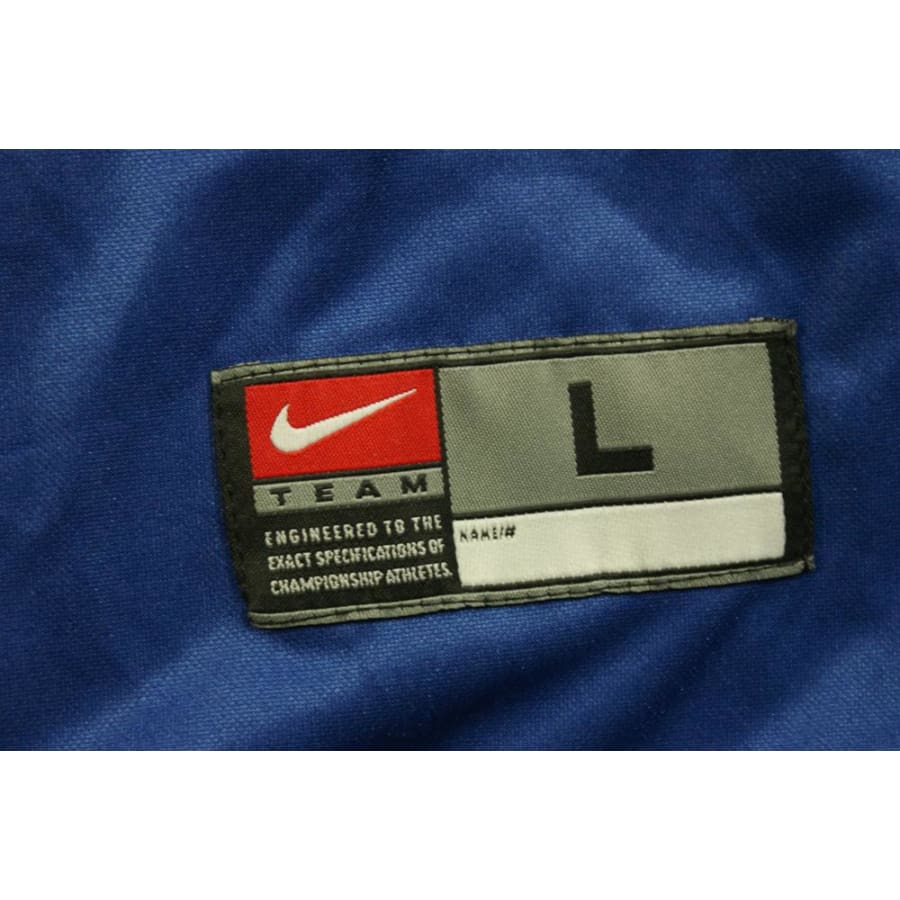 TEAM
ENGINEERED TO THE
EXACT SPECIFICATIONS OF
CHAMPIONSHIP ATHLETES.
L
NAME/#